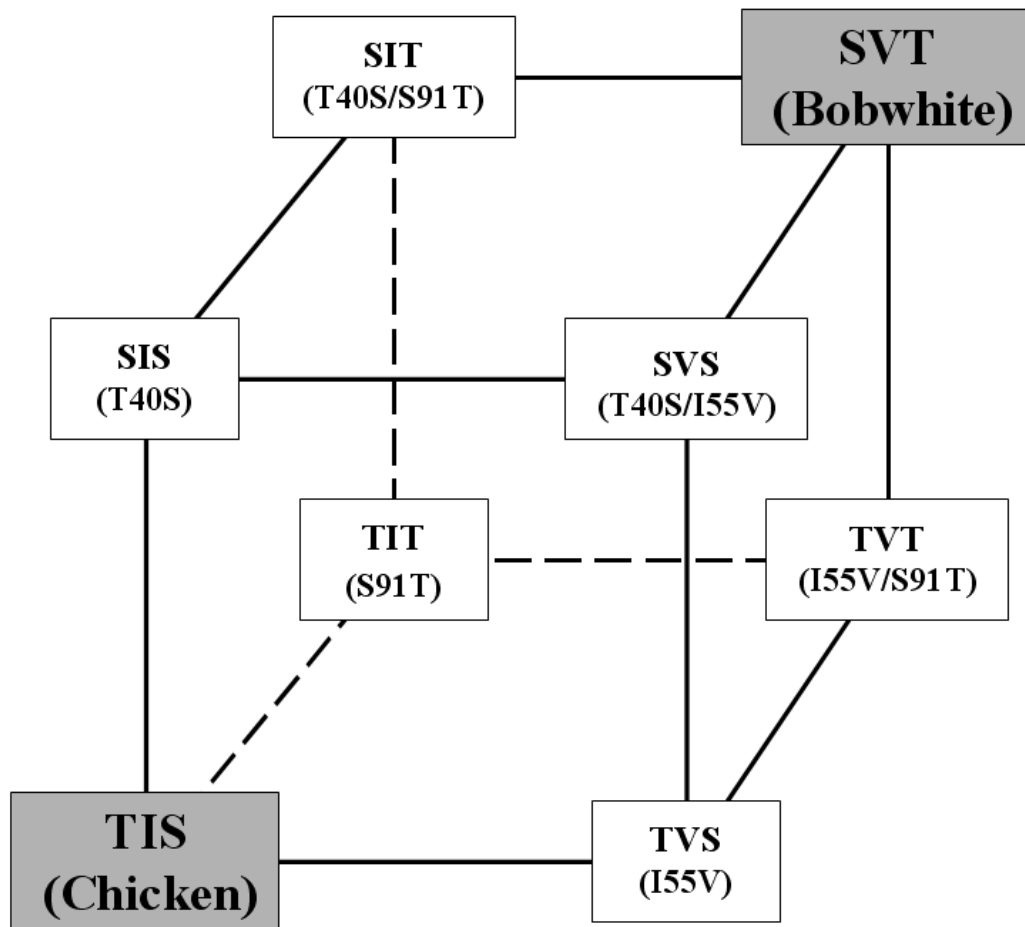 SIT
(T40S/S91T)
SVT
(Bobwhite)
SIS
(T40S)
SVS
(T40S/I55V)
TIT
(S91T)
TVT
(I55V/S91T)
TIS
(Chicken)
TVS
(I55V)